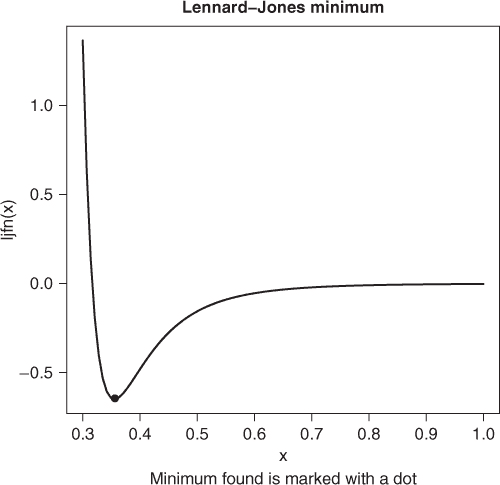 Lennard–Jones minimum
ljfn(x)
1.0
0.5
0.0
−0.5
0.3 0.4 0.5 0.6 0.7 0.8 0.9 1.0
x
Minimum found is marked with a dot